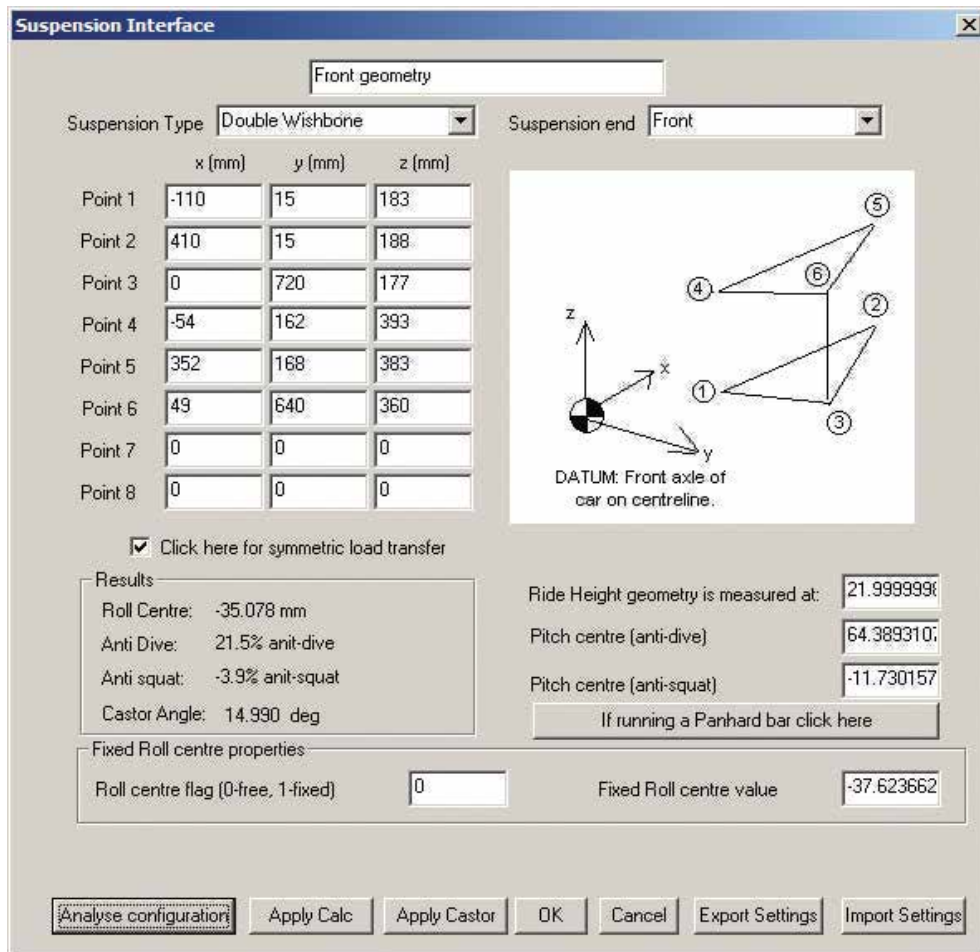 Suspension Interface
Front geometry
Suspension Type Double Wishbone Suspension end Front
x (mm) y (mm) z (mm)
Point 1 -110 15 183
Point 2 410 15 188
Point 3 0 720 177
Point 4 -54 162 393
Point 5 352 168 383
Point 6 49 640 360
Point 7 0 0 0
Point 8 0 0 0
5
6
4
2
z
x
1
3
y
DATUM: Front axle of
car on centreline.
Click here for symmetric load transfer
Results
Roll Centre: -35.078 mm
Anti Dive: 21.5% anit-dive
Anti squat: -3.9% anit-squat
Castor Angle: 14.990 deg
Ride Height geometry is measured at: 21.9999998
Pitch centre (anti-dive) 64.3893107
Pitch centre (anti-squat) -11.730157
If running a Panhard bar click here
Fixed Roll centre properties
Roll centre flag (0-free, 1-fixed) 0 Fixed Roll centre value -37.623662
Analyse configuration Apply Calc Apply Castor OK Cancel Export Settings Import Settings